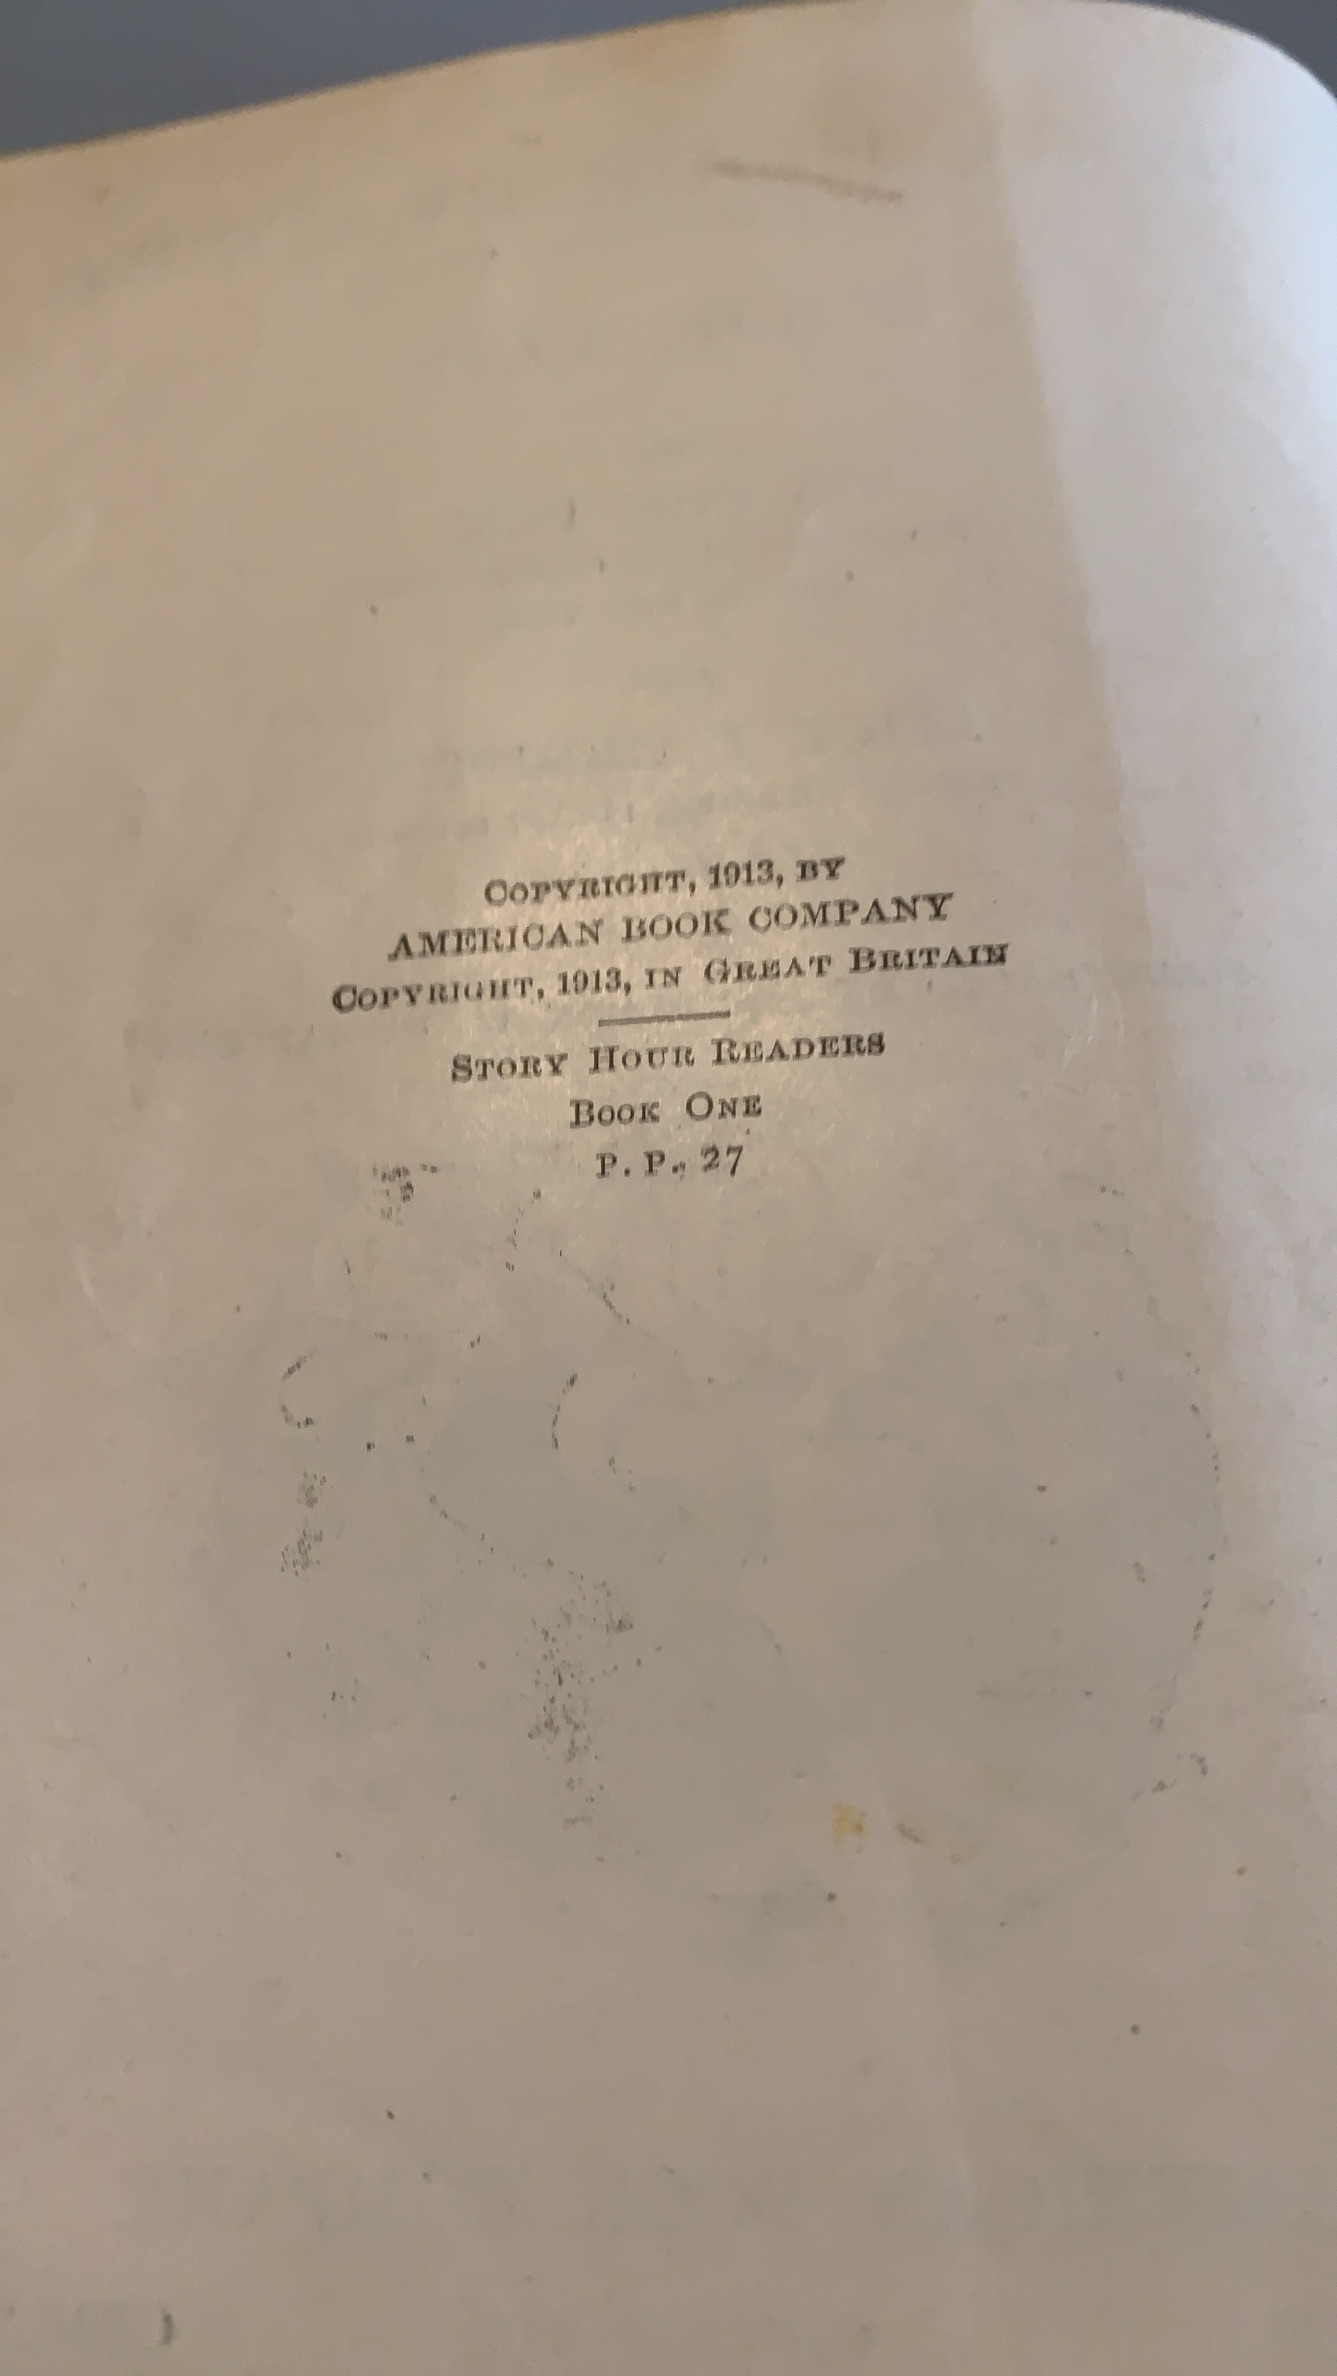 COPYRIGHT, 1913, BY
AMERICAN BOOK COMPANY
COPYRIGHT, 1913, IN GREAT BRITAIN
STORY HOUR READERS
BOOK ONE
P. P. 27